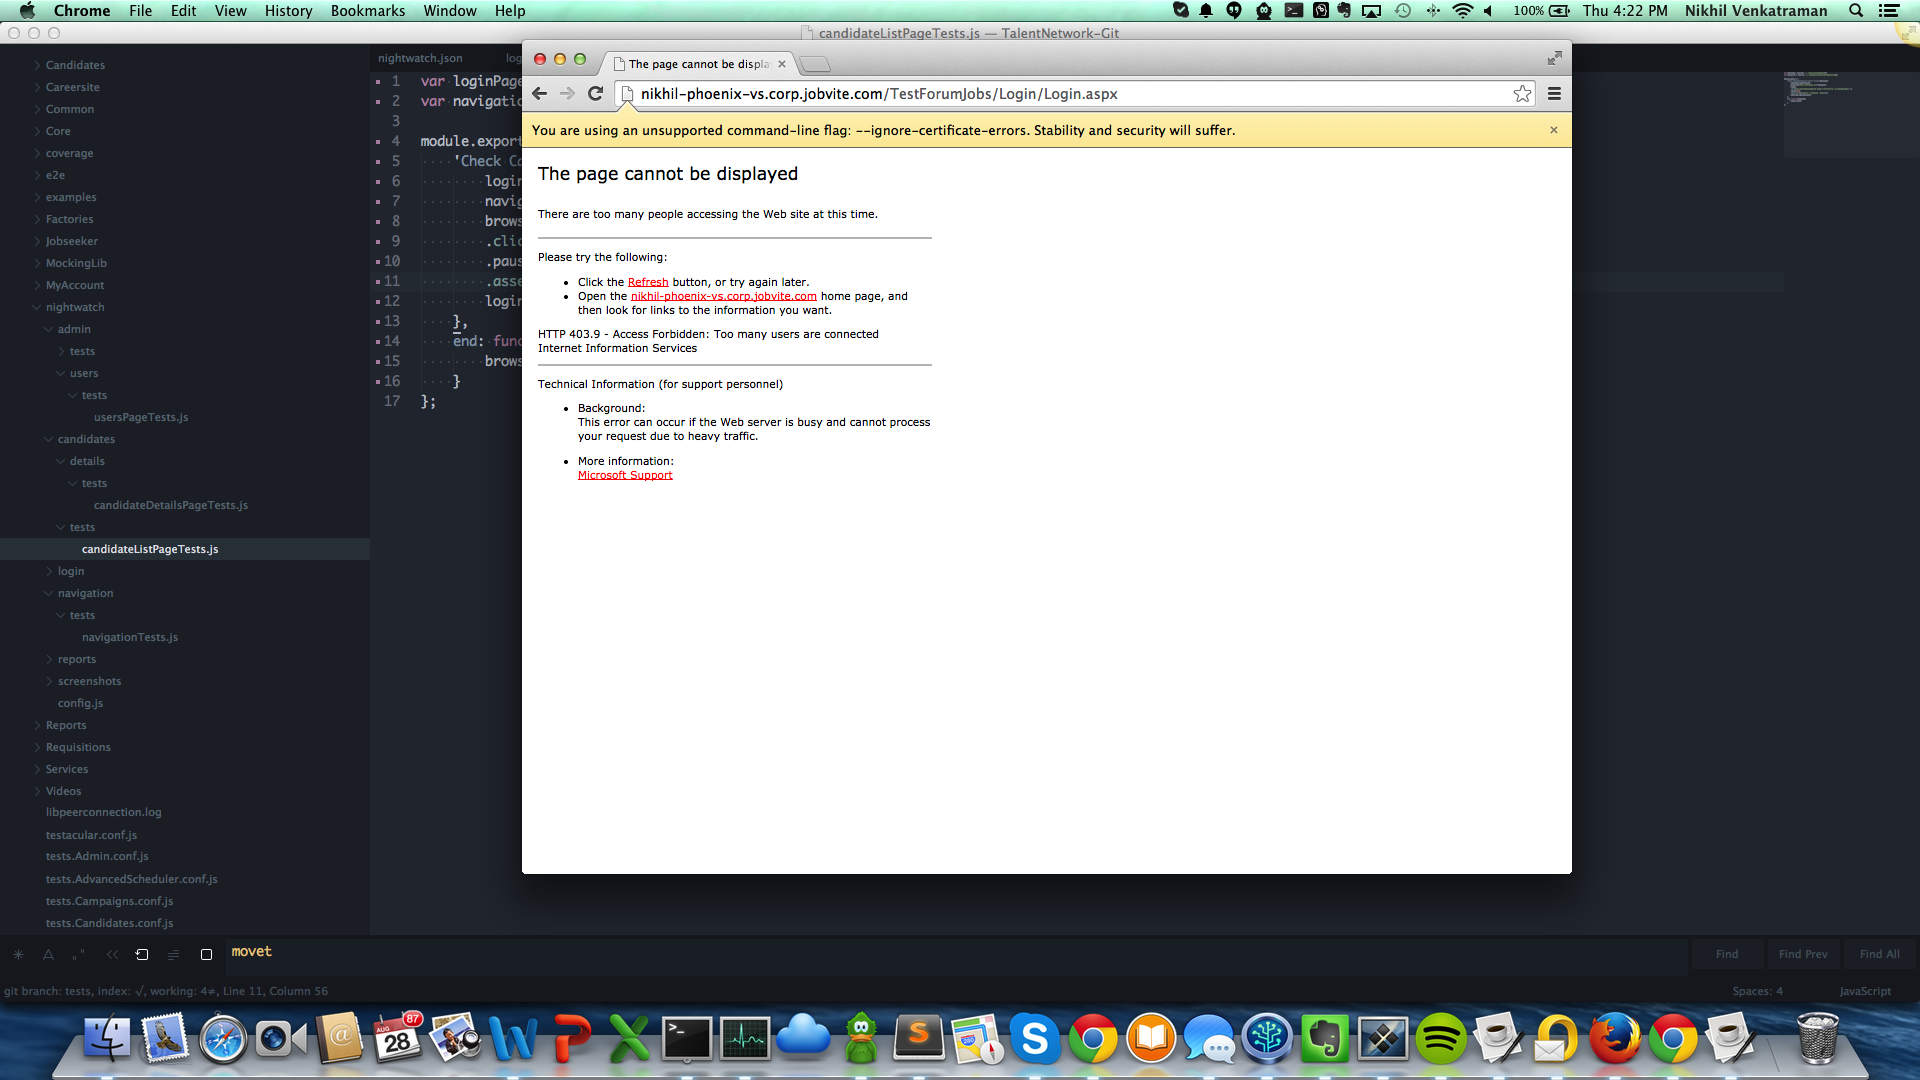 Chrome File Edit View History Bookmarks Window Help
100% Thu 4:22 PM Nikhil Venkatraman
candidateListPageTests.js — TalentNetwork-Git
Candidates
Careersite
Common
Core
coverage
e2e
examples
Factories
Jobseeker
MockingLib
MyAccount
nightwatch
admin
tests
users
tests
usersPageTests.js
candidates
details
tests
candidateDetailsPageTests.js
tests
candidateListPageTests.js
login
navigation
tests
navigationTests.js
reports
screenshots
config.js
Reports
Requisitions
Services
Videos
libpeerconnection.log
testacular.conf.js
tests.Admin.conf.js
tests.AdvancedScheduler.conf.js
tests.Campaigns.conf.js
tests.Candidates.conf.js
nightwatch.json
1 var loginPage
2 var navigatio
3
4 module.export
5 'Check Co
6 login
7 navig
8 brows
9 .clic
10 .paus
11 .asse
12 login
13 },
14 end: func
15 brows
16 }
17 };
The page cannot be displa
nikhil-phoenix-vs.corp.jobvite.com/TestForumJobs/Login/Login.aspx
You are using an unsupported command-line flag: --ignore-certificate-errors. Stability and security will suffer.
The page cannot be displayed
There are too many people accessing the Web site at this time.
Please try the following:
• Click the Refresh button, or try again later.
• Open the nikhil-phoenix-vs.corp.jobvite.com home page, and
then look for links to the information you want.
HTTP 403.9 - Access Forbidden: Too many users are connected
Internet Information Services
Technical Information (for support personnel)
• Background:
This error can occur if the Web server is busy and cannot process
your request due to heavy traffic.
• More information:
Microsoft Support
movet
Find Find Prev Find All
git branch: tests, index: √, working: 4≠, Line 11, Column 56
Spaces: 4 JavaScript
AUG
28
87